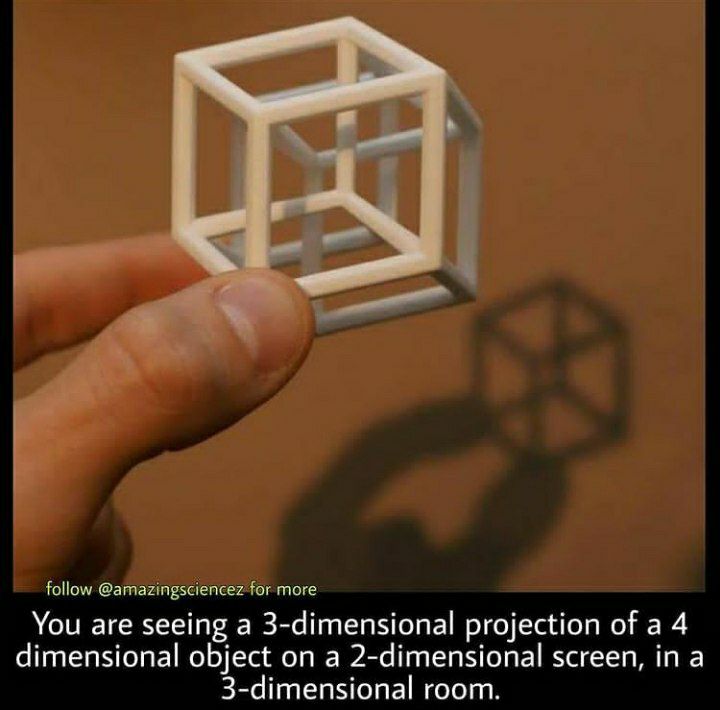 follow @amazingsciencez for more
You are seeing a 3-dimensional projection of a 4
dimensional object on a 2-dimensional screen, in a
3-dimensional room.